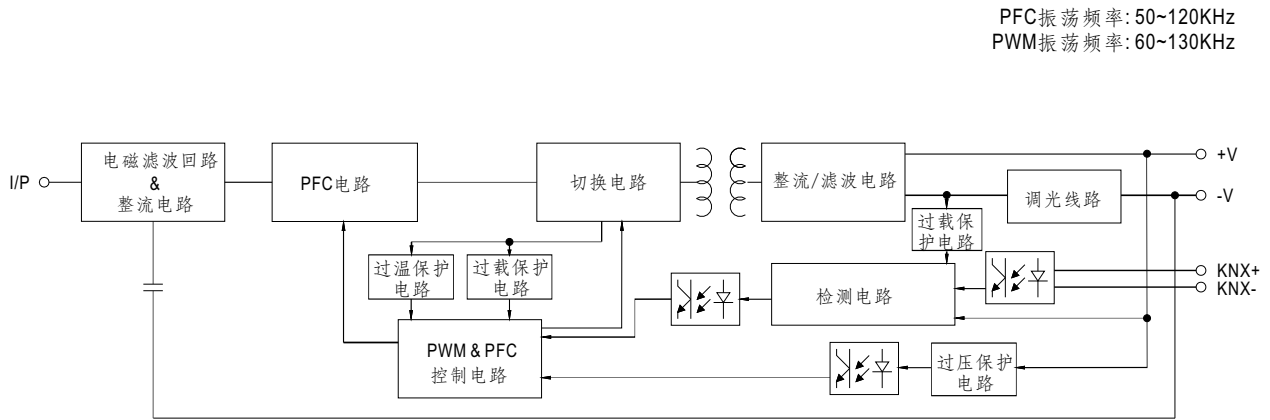 PFC振荡频率: 50~120KHz
PWM振荡频率: 60~130KHz
I/P
电磁滤波回路
&
整流电路
PFC电路
切换电路
整流/滤波电路
+V
-V
调光线路
过载保
护电路
过温保护
电路
过载保护
电路
检测电路
KNX+
KNX-
PWM & PFC
控制电路
过压保护
电路